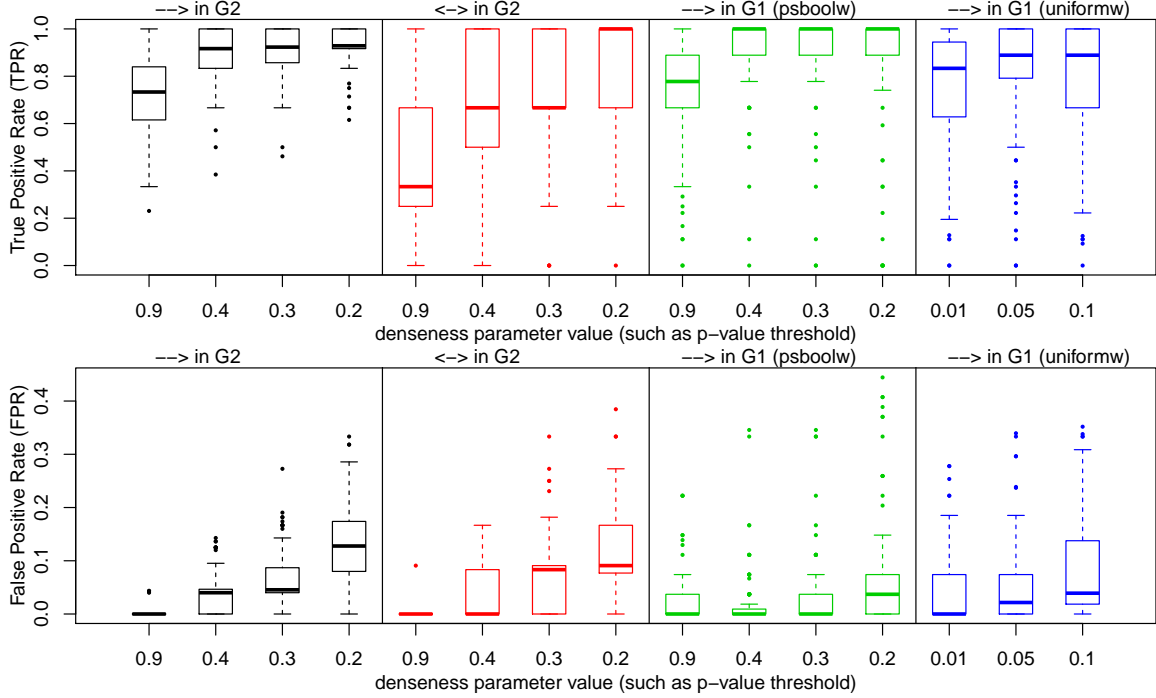 −−> in G2 <−> in G2 −−> in G1 (psboolw) −−> in G1 (uniformw)
True Positive Rate (TPR)
1.0
0.8
0.6
0.4
0.2
0.0
0.9 0.4 0.3 0.2 0.9 0.4 0.3 0.2 0.9 0.4 0.3 0.2 0.01 0.05 0.1
denseness parameter value (such as p−value threshold)
−−> in G2 <−> in G2 −−> in G1 (psboolw) −−> in G1 (uniformw)
False Positive Rate (FPR)
0.4
0.3
0.2
0.1
0.0
0.9 0.4 0.3 0.2 0.9 0.4 0.3 0.2 0.9 0.4 0.3 0.2 0.01 0.05 0.1
denseness parameter value (such as p−value threshold)